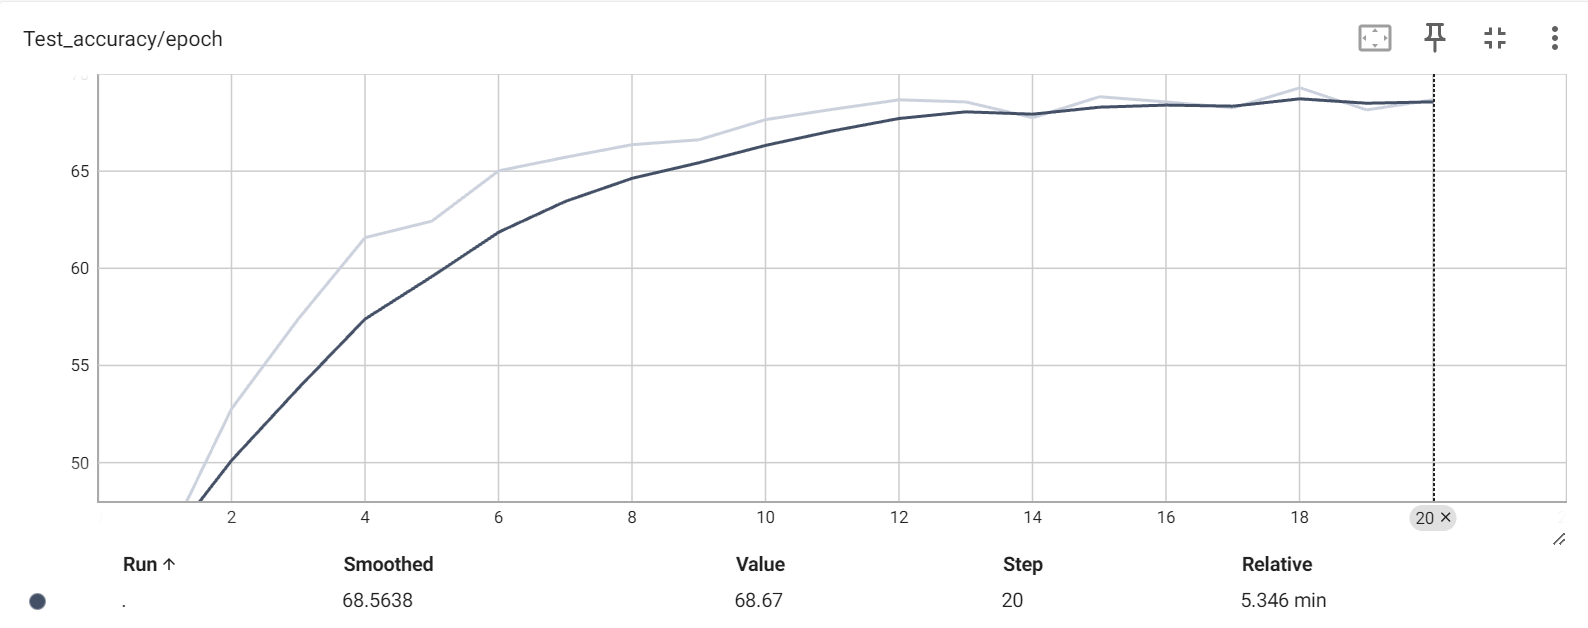 Test_accuracy/epoch
65
60
55
50
2 4 6 8 10 12 14 16 18 20 ×
Run ↑ Smoothed Value Step Relative
. 68.5638 68.67 20 5.346 min